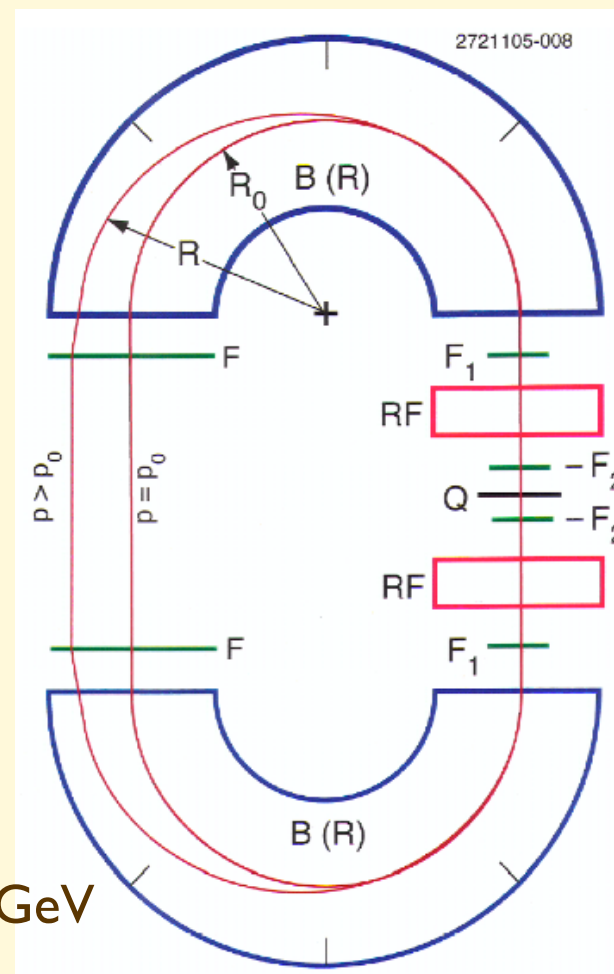 2721105-008
B (R)
R₀
R
F
F₁
RF
p > p₀
p = p₀
– F₂
Q
– F₂
RF
F
F₁
B (R)
GeV